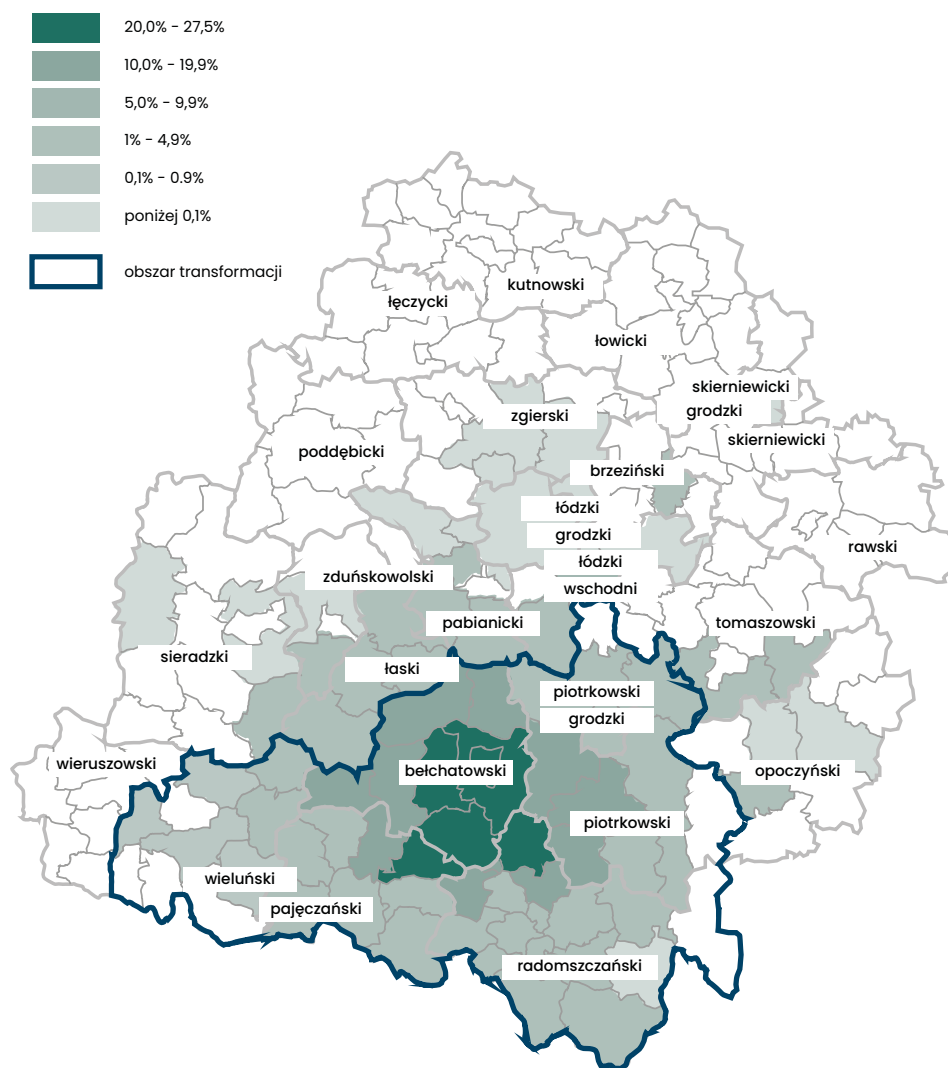 20,0% - 27,5%
10,0% - 19,9%
5,0% - 9,9%
1% - 4,9%
0,1% - 0.9%
poniżej 0,1%
obszar transformacji
kutnowski
łęczycki
łowicki
skierniewicki
grodzki
zgierski
skierniewicki
poddębicki
brzeziński
łódzki
grodzki
rawski
łódzki
zduńskowolski
wschodni
pabianicki
tomaszowski
sieradzki
łaski
piotrkowski
grodzki
wieruszowski
bełchatowski
opoczyński
piotrkowski
wieluński
pajęczański
radomszczański